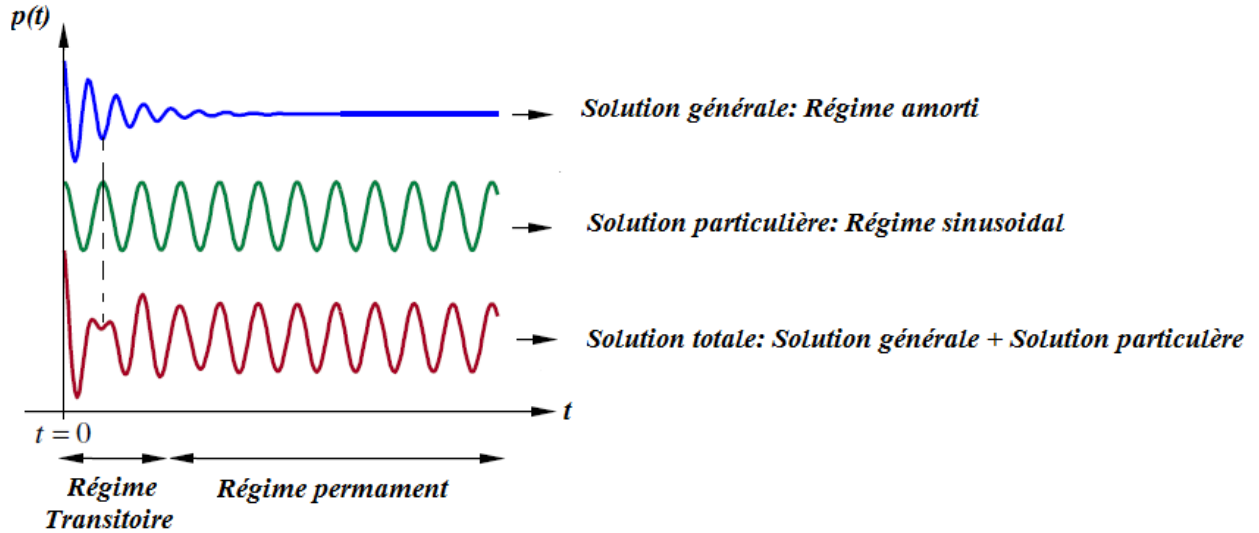 p(t)
Solution générale: Régime amorti
Solution particulière: Régime sinusoidal
Solution totale: Solution générale + Solution particulère
t
t = 0
Régime
Transitoire
Régime permament